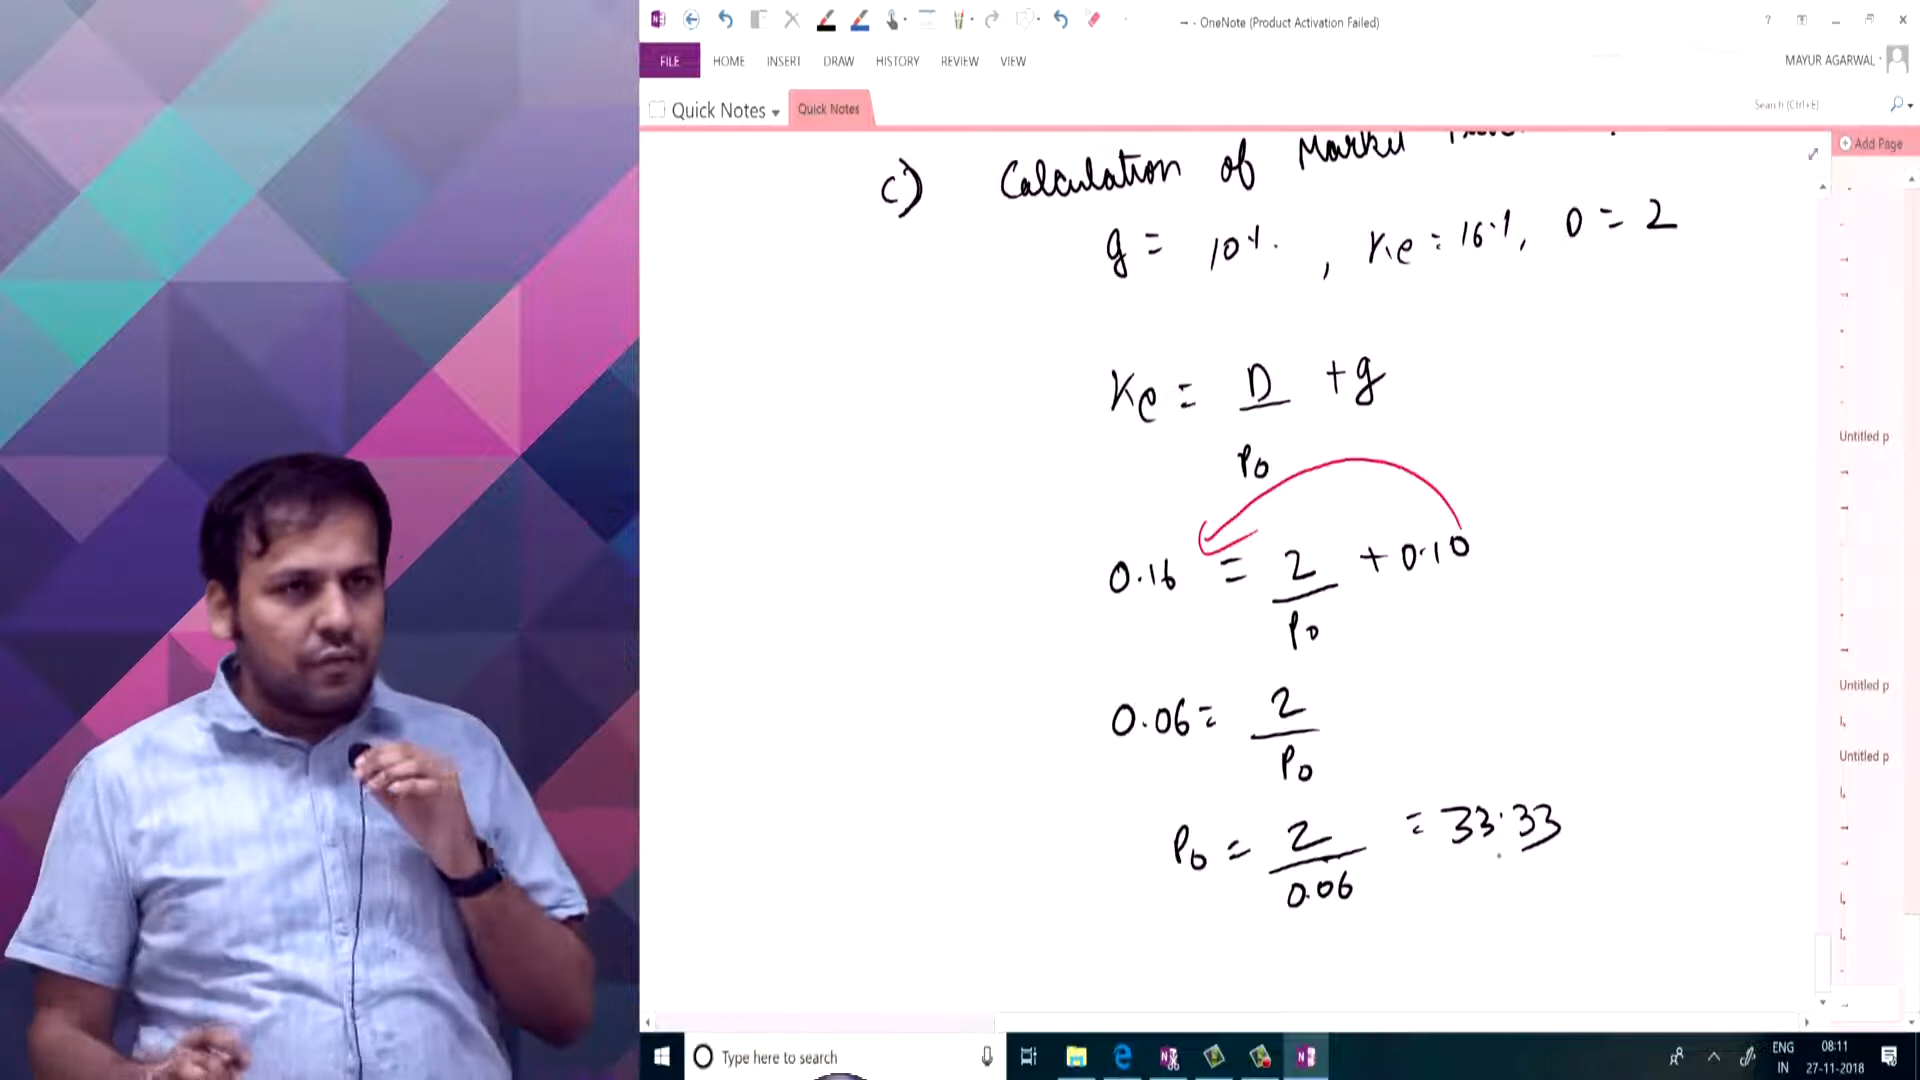 - OneNote (Product Activation Failed)
?
FILE HOME INSERT DRAW HISTORY REVIEW VIEW
MAYUR AGARWAL
Quick Notes
Quick Notes
Search (Ctrl+E)
Add Page
c) Calculation of
g = 10%. , Ke = 16%, D = 2
Ke = D/P0 + g
0.16 = 2/P0 + 0.10
0.06 = 2/P0
P0 = 2/0.06 = 33.33
Untitled p
Untitled p
Untitled p
Type here to search
ENG
IN
08:11
27-11-2018